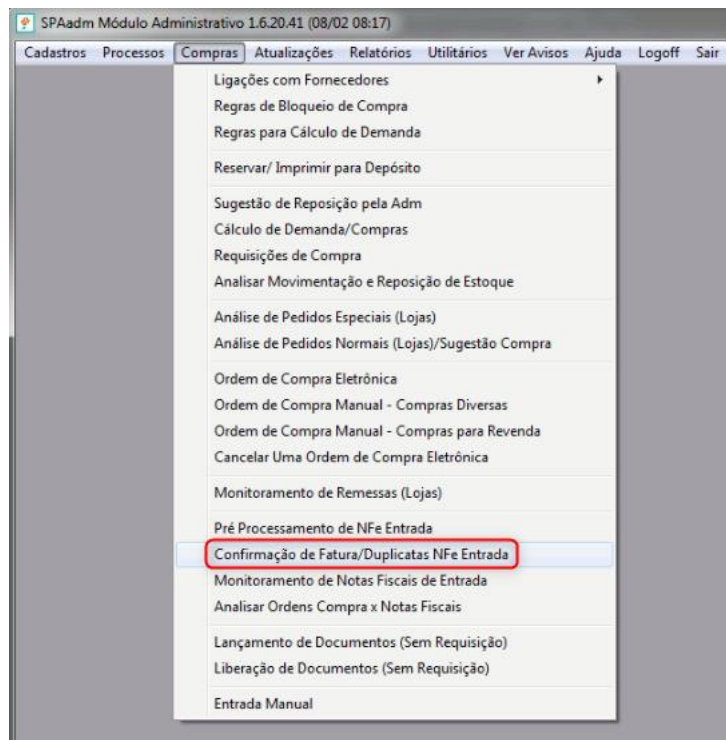 SPAadm Módulo Administrativo 1.6.20.41 (08/02 08:17)
Cadastros Processos Compras Atualizações Relatórios Utilitários Ver Avisos Ajuda Logoff Sair
Ligações com Fornecedores
Regras de Bloqueio de Compra
Regras para Cálculo de Demanda
Reservar/ Imprimir para Depósito
Sugestão de Reposição pela Adm
Cálculo de Demanda/Compras
Requisições de Compra
Analisar Movimentação e Reposição de Estoque
Análise de Pedidos Especiais (Lojas)
Análise de Pedidos Normais (Lojas)/Sugestão Compra
Ordem de Compra Eletrônica
Ordem de Compra Manual - Compras Diversas
Ordem de Compra Manual - Compras para Revenda
Cancelar Uma Ordem de Compra Eletrônica
Monitoramento de Remessas (Lojas)
Pré Processamento de NFe Entrada
Confirmação de Fatura/Duplicatas NFe Entrada
Monitoramento de Notas Fiscais de Entrada
Analisar Ordens Compra x Notas Fiscais
Lançamento de Documentos (Sem Requisição)
Liberação de Documentos (Sem Requisição)
Entrada Manual